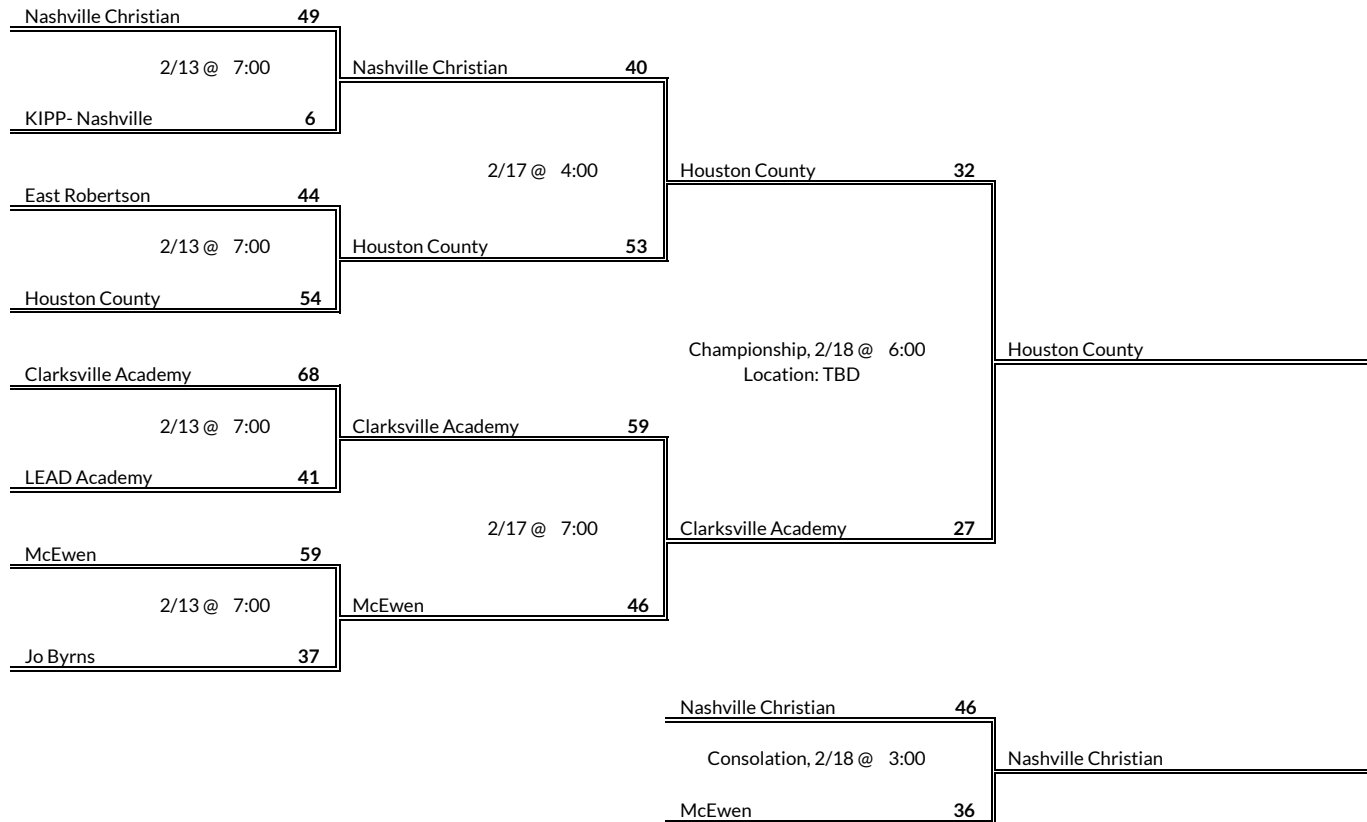 Nashville Christian 49
2/13 @ 7:00
Nashville Christian 40
KIPP- Nashville 6
2/17 @ 4:00
Houston County 32
East Robertson 44
2/13 @ 7:00
Houston County 53
Houston County 54
Championship, 2/18 @ 6:00
Location: TBD
Houston County
Clarksville Academy 68
2/13 @ 7:00
Clarksville Academy 59
LEAD Academy 41
2/17 @ 7:00
Clarksville Academy 27
McEwen 59
2/13 @ 7:00
McEwen 46
Jo Byrns 37
Nashville Christian 46
Consolation, 2/18 @ 3:00
Nashville Christian
McEwen 36